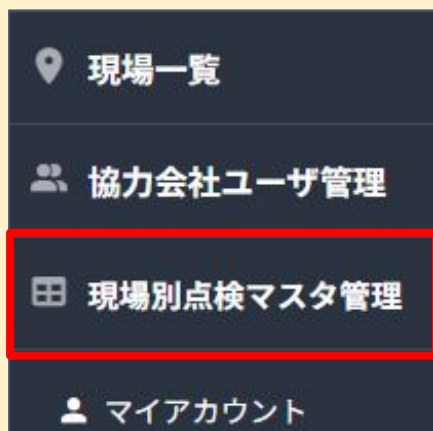 現場一覧
協力会社ユーザ管理
現場別点検マスタ管理
マイアカウント